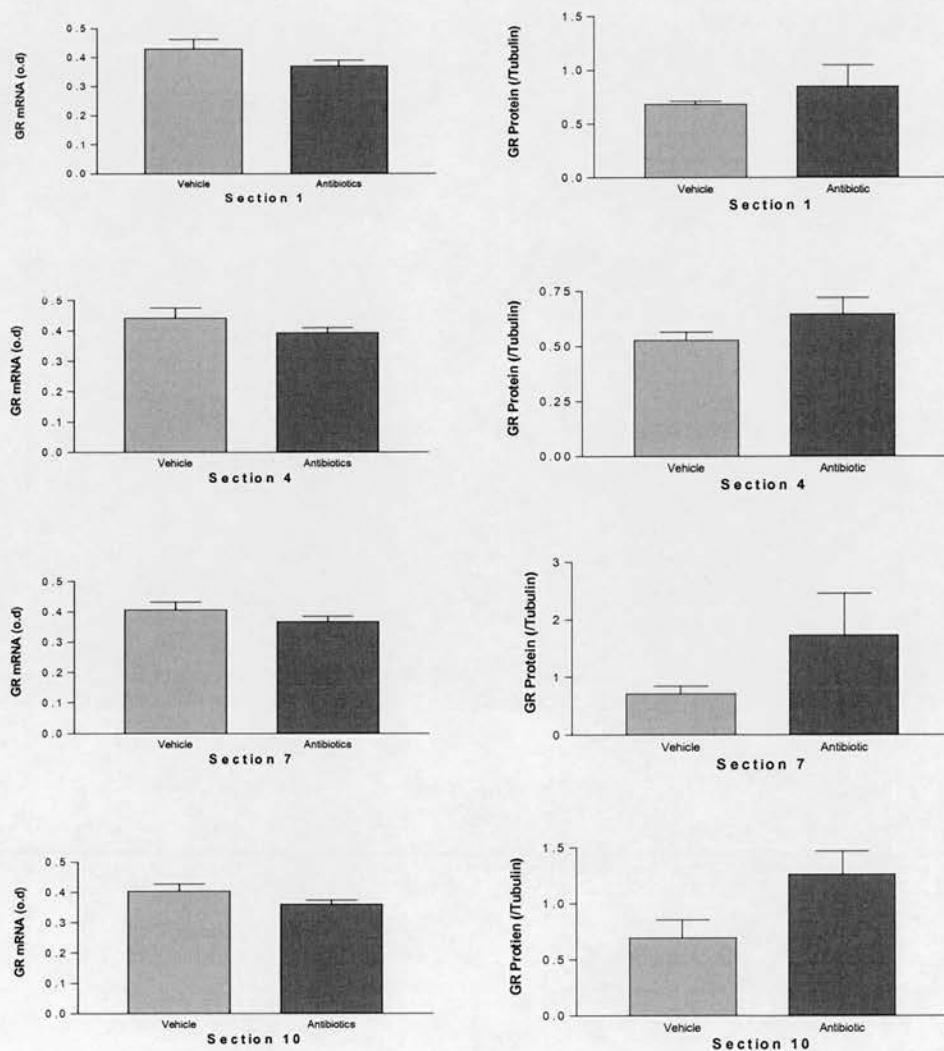 GR mRNA (o.d)
0.5
0.4
0.3
0.2
0.1
0.0
Vehicle Antibiotics
Section 1
GR Protein (/Tubulin)
1.5
1.0
0.5
0.0
Vehicle Antibiotic
Section 1
GR mRNA (o.d)
0.5
0.4
0.3
0.2
0.1
0.0
Vehicle Antibiotics
Section 4
GR Protein (/Tubulin)
0.75
0.50
0.25
0.00
Vehicle Antibiotic
Section 4
GR mRNA (o.d)
0.5
0.4
0.3
0.2
0.1
0.0
Vehicle Antibiotics
Section 7
GR Protein (/Tubulin)
3
2
1
0
Vehicle Antibiotic
Section 7
GR mRNA (o.d)
0.5
0.4
0.3
0.2
0.1
0.0
Vehicle Antibiotics
Section 10
GR Protien (/Tubulin)
1.5
1.0
0.5
0.0
Vehicle Antibiotic
Section 10